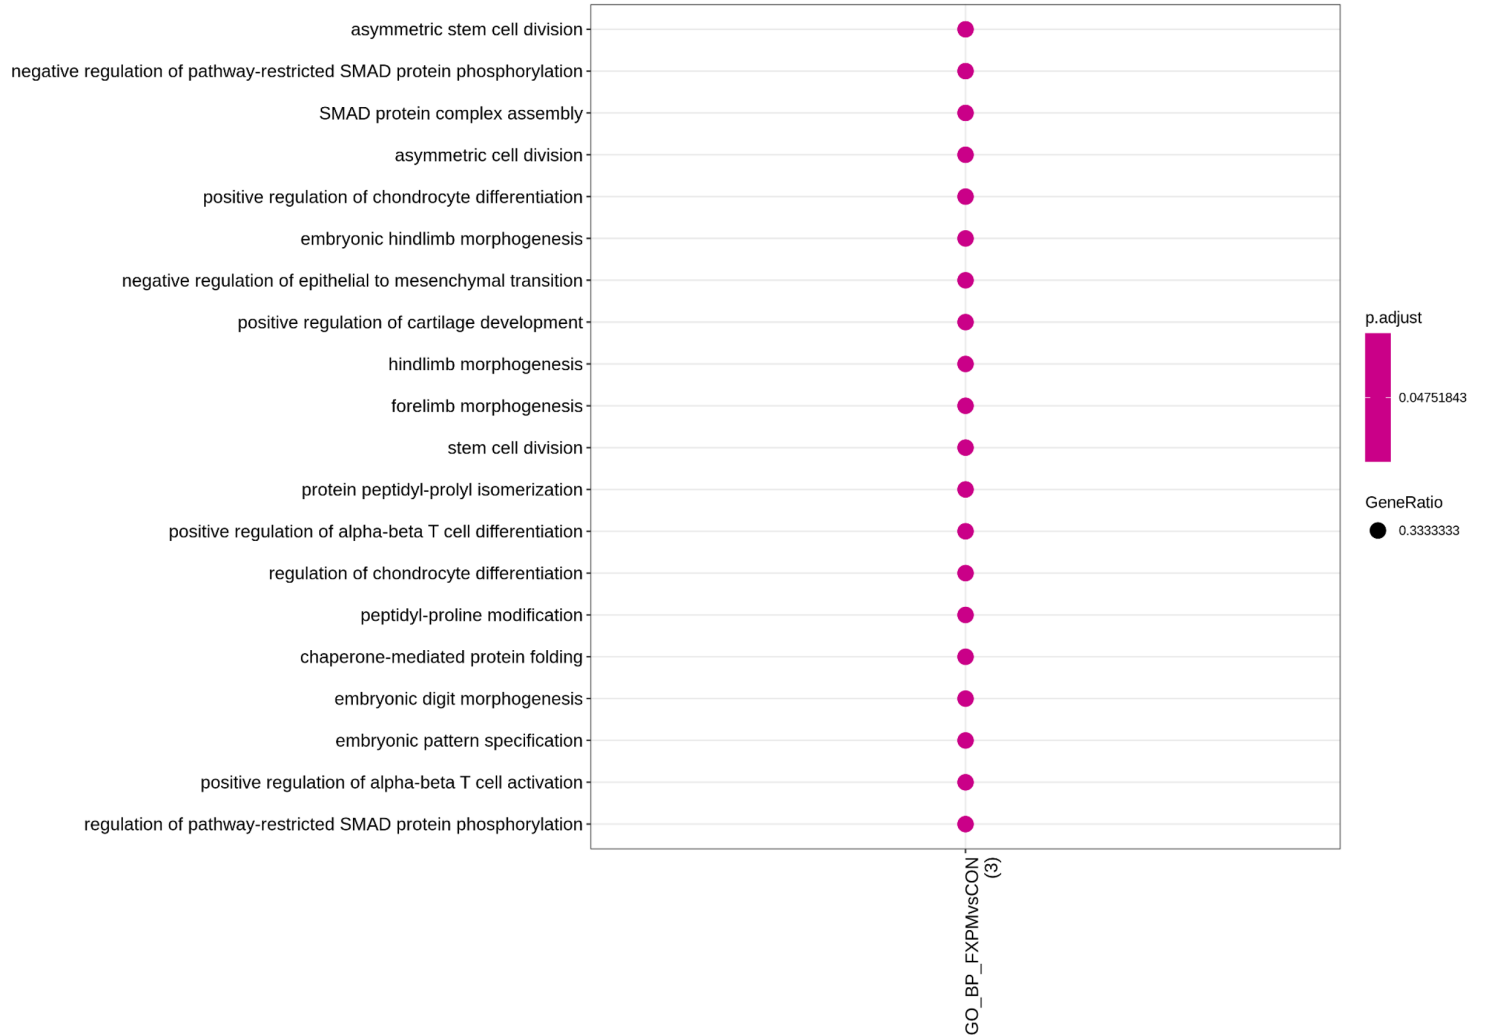 asymmetric stem cell division
negative regulation of pathway-restricted SMAD protein phosphorylation
SMAD protein complex assembly
asymmetric cell division
positive regulation of chondrocyte differentiation
embryonic hindlimb morphogenesis
negative regulation of epithelial to mesenchymal transition
positive regulation of cartilage development
hindlimb morphogenesis
forelimb morphogenesis
stem cell division
protein peptidyl-prolyl isomerization
positive regulation of alpha-beta T cell differentiation
regulation of chondrocyte differentiation
peptidyl-proline modification
chaperone-mediated protein folding
embryonic digit morphogenesis
embryonic pattern specification
positive regulation of alpha-beta T cell activation
regulation of pathway-restricted SMAD protein phosphorylation
GO_BP_FXPMvsCON
(3)
p.adjust
0.04751843
GeneRatio
0.3333333